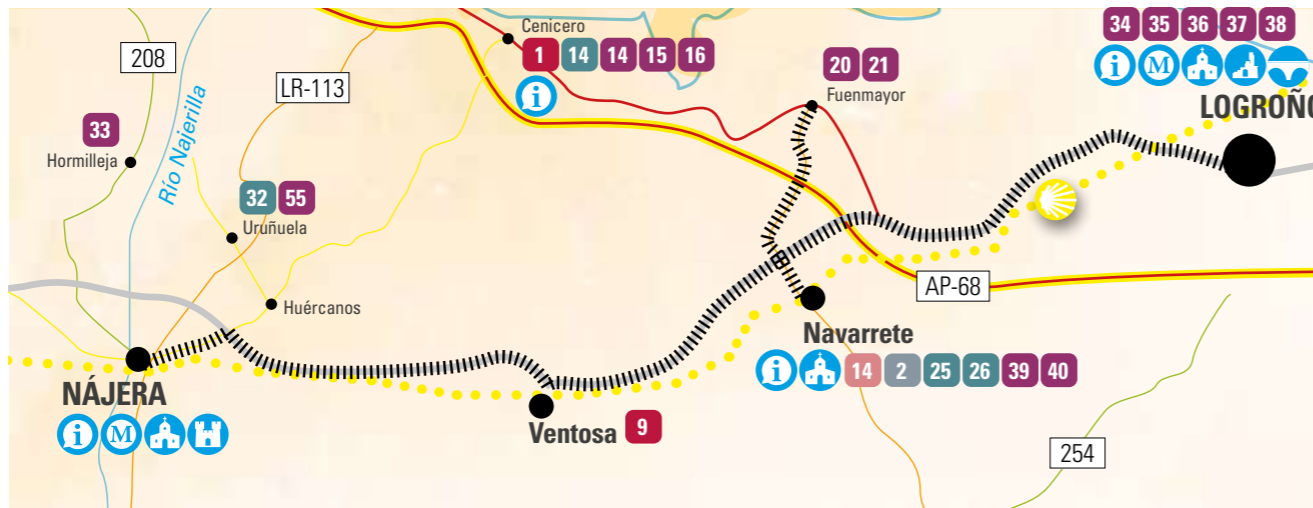 Cenicero
1 14 14 15 16
i
34 35 36 37 38
i M
LOGROÑO
208
LR-113
20 21
Fuenmayor
33
Hormilleja
Río Najerilla
32 55
Uruñuela
Huércanos
AP-68
Navarrete
i 14 2 25 26 39 40
NÁJERA
i M
Ventosa 9
254